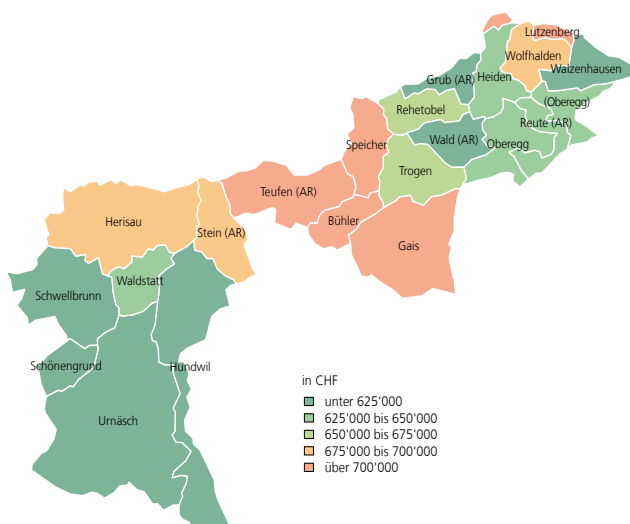 Lutzenberg
Wolfhalden
Walzenhausen
Grub (AR)
Heiden
(Oberegg)
Rehetobel
Reute (AR)
Wald (AR)
Oberegg
Speicher
Trogen
Teufen (AR)
Bühler
Herisau
Stein (AR)
Gais
Waldstatt
Schwellbrunn
Schönengrund
Hundwil
Urnäsch
in CHF
unter 625'000
625'000 bis 650'000
650'000 bis 675'000
675'000 bis 700'000
über 700'000